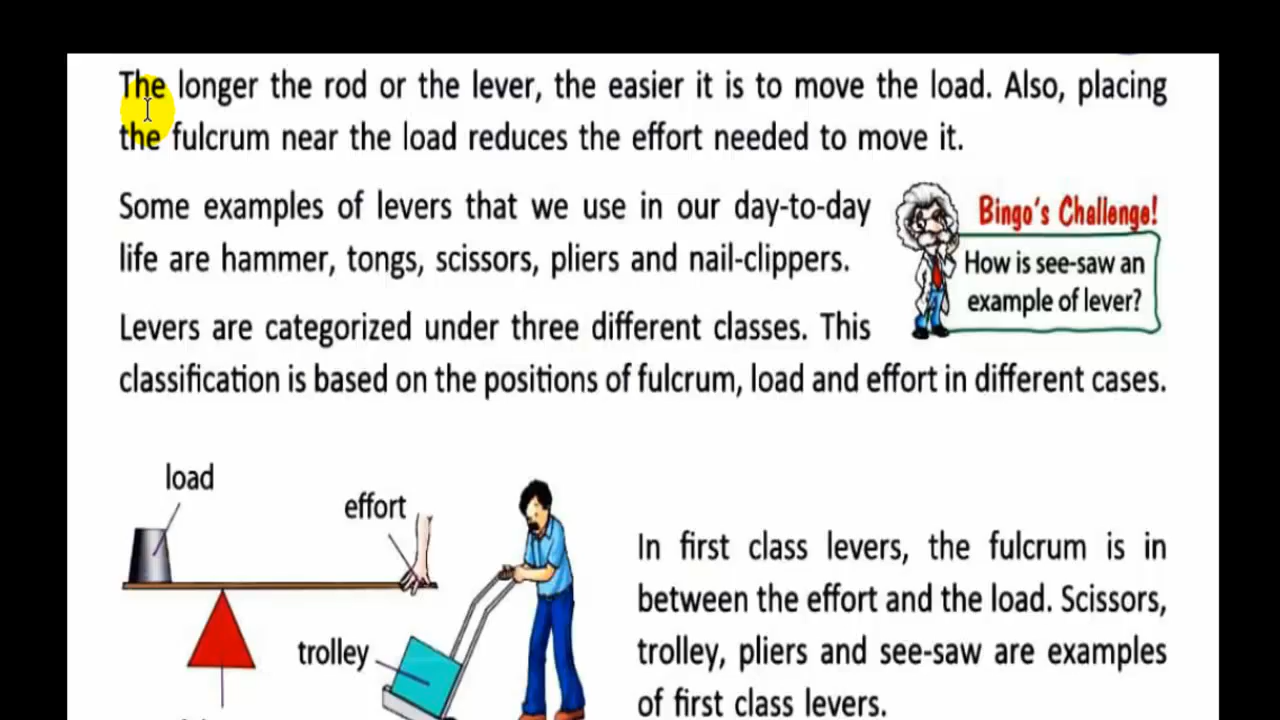 The longer the rod or the lever, the easier it is to move the load. Also, placing
the fulcrum near the load reduces the effort needed to move it.
Some examples of levers that we use in our day-to-day
life are hammer, tongs, scissors, pliers and nail-clippers.
Bingo's Challenge!
How is see-saw an
example of lever?
Levers are categorized under three different classes. This
classification is based on the positions of fulcrum, load and effort in different cases.
load
effort
trolley
In first class levers, the fulcrum is in
between the effort and the load. Scissors,
trolley, pliers and see-saw are examples
of first class levers.